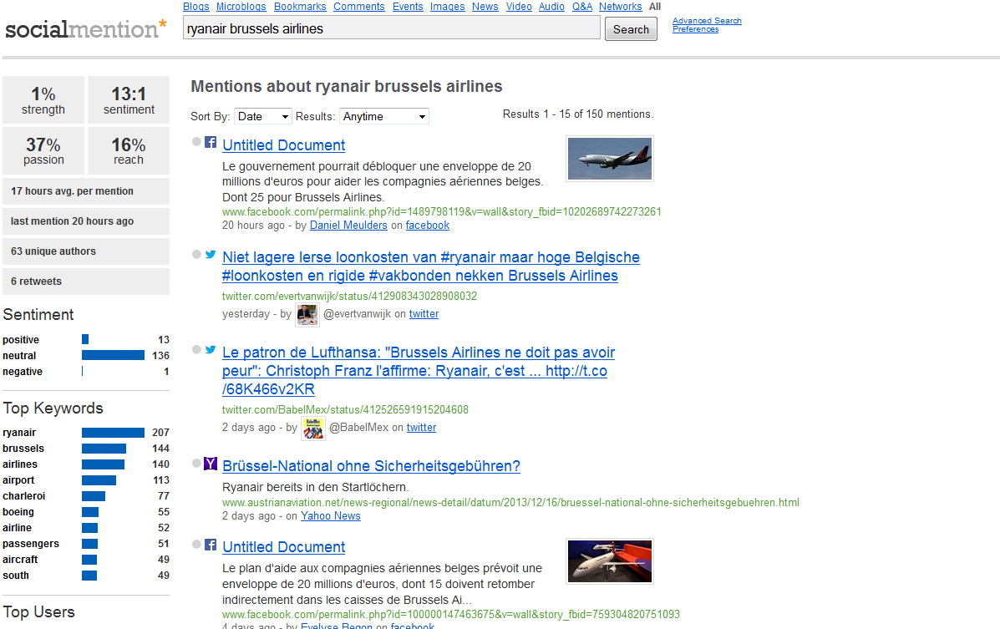 Blogs Microblogs Bookmarks Comments Events Images News Video Audio Q&A Networks All
socialmention*
ryanair brussels airlines
Search
Advanced Search
Preferences
1%
strength
13:1
sentiment
37%
passion
16%
reach
17 hours avg. per mention
last mention 20 hours ago
63 unique authors
6 retweets
Sentiment
positive 13
neutral 136
negative 1
Top Keywords
ryanair 207
brussels 144
airlines 140
airport 113
charleroi 77
boeing 55
airline 52
passengers 51
aircraft 49
south 49
Top Users
Mentions about ryanair brussels airlines
Sort By: Date Results: Anytime
Results 1 - 15 of 150 mentions.
Untitled Document
Le gouvernement pourrait débloquer une enveloppe de 20
millions d'euros pour aider les compagnies aériennes belges.
Dont 25 pour Brussels Airlines.
www.facebook.com/permalink.php?id=1489798119&v=wall&story_fbid=10202689742273261
20 hours ago - by Daniel Meulders on facebook
Niet lagere Ierse loonkosten van #ryanair maar hoge Belgische
#loonkosten en rigide #vakbonden nekken Brussels Airlines
twitter.com/evertvanwijk/status/412908343028908032
yesterday - by @evertvanwijk on twitter
Le patron de Lufthansa: "Brussels Airlines ne doit pas avoir
peur": Christoph Franz l'affirme: Ryanair, c'est ... http://t.co
/68K466v2KR
twitter.com/BabelMex/status/412526591915204608
2 days ago - by @BabelMex on twitter
Brüssel-National ohne Sicherheitsgebühren?
Ryanair bereits in den Startlöchern.
www.austrianaviation.net/news-regional/news-detail/datum/2013/12/16/bruessel-national-ohne-sicherheitsgebuehren.html
2 days ago - on Yahoo News
Untitled Document
Le plan d'aide aux compagnies aériennes belges prévoit une
enveloppe de 20 millions d'euros, dont 15 doivent retomber
indirectement dans les caisses de Brussels Ai...
www.facebook.com/permalink.php?id=100000147463675&v=wall&story_fbid=759304820751093
4 days ago - by Evelyse Begon on facebook